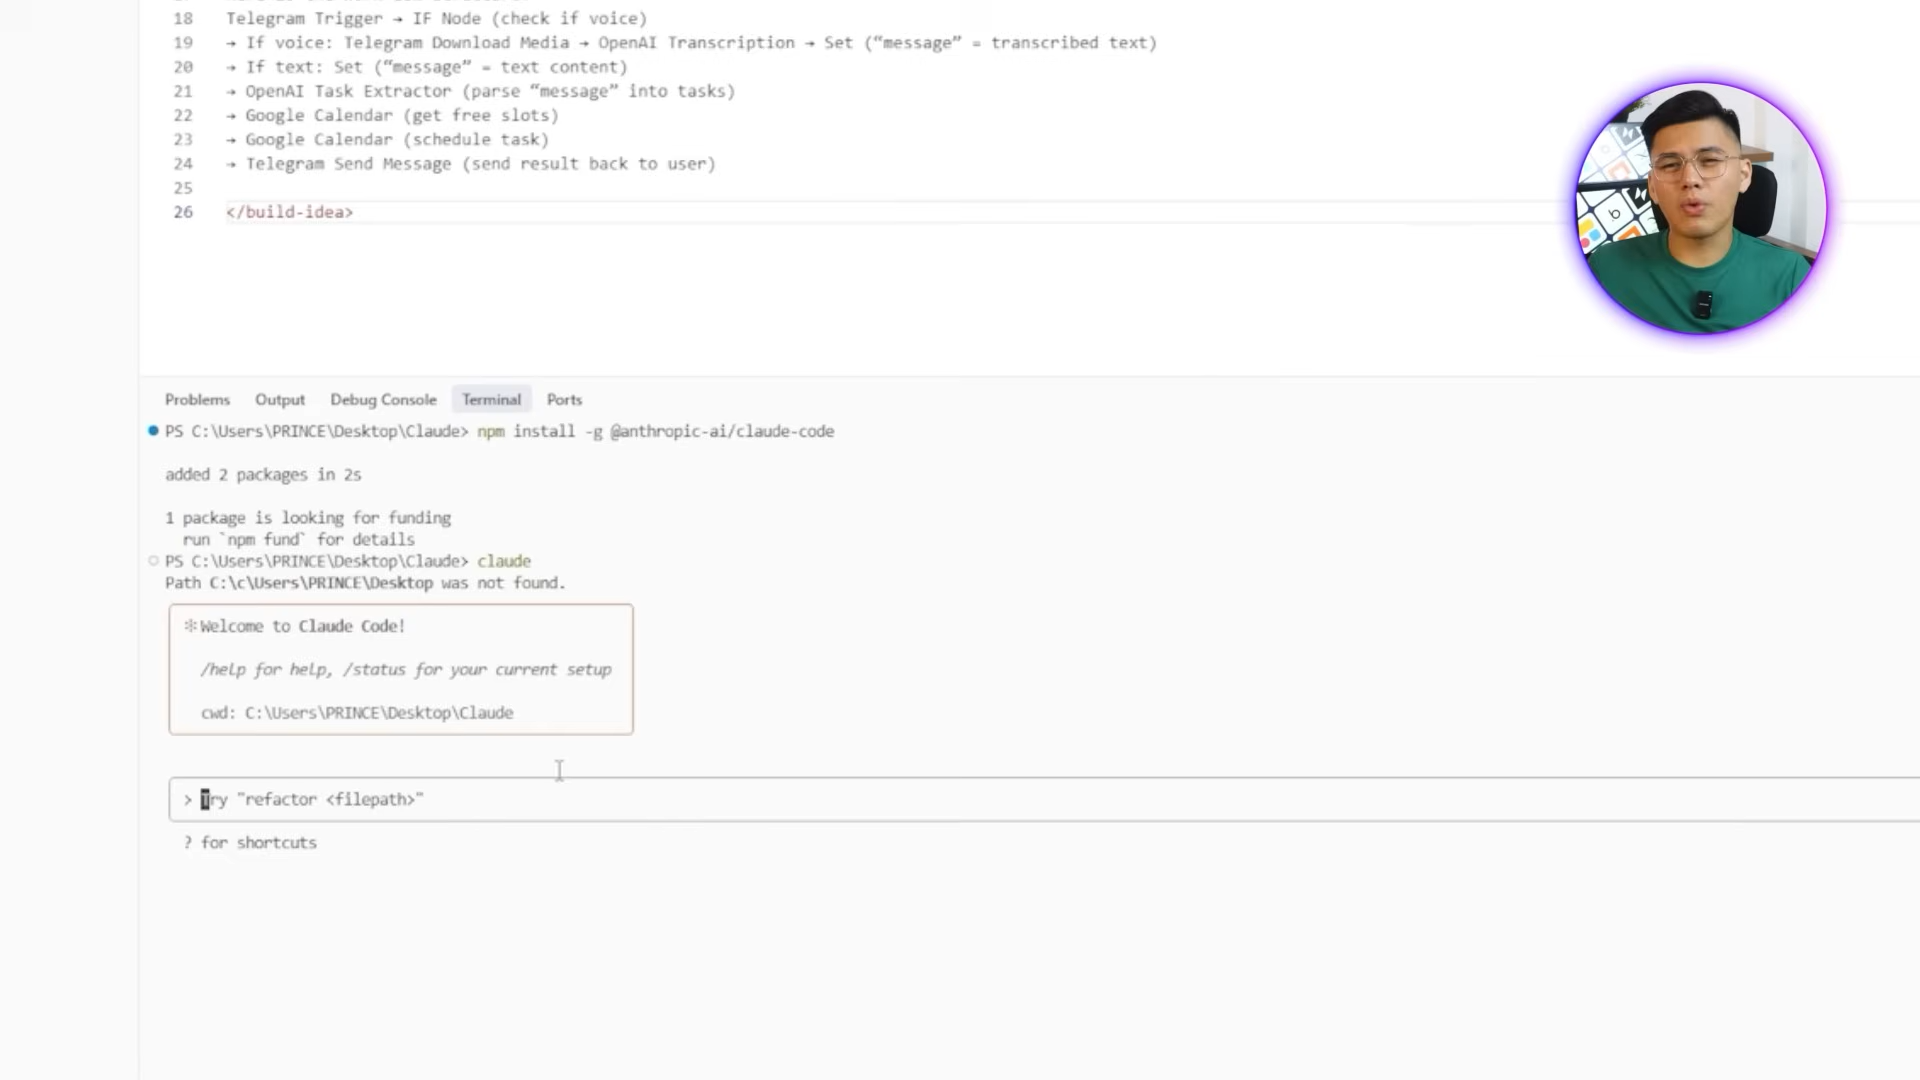 18 Telegram Trigger → IF Node (check if voice)
19 → If voice: Telegram Download Media → OpenAI Transcription → Set (“message” = transcribed text)
20 → If text: Set (“message” = text content)
21 → OpenAI Task Extractor (parse “message” into tasks)
22 → Google Calendar (get free slots)
23 → Google Calendar (schedule task)
24 → Telegram Send Message (send result back to user)
25
26 </build-idea>
Problems Output Debug Console Terminal Ports
PS C:\Users\PRINCE\Desktop\Claude> npm install -g @anthropic-ai/claude-code
added 2 packages in 2s
1 package is looking for funding
run `npm fund` for details
PS C:\Users\PRINCE\Desktop\Claude> claude
Path C:\c\Users\PRINCE\Desktop was not found.
✻ Welcome to Claude Code!
/help for help, /status for your current setup
cwd: C:\Users\PRINCE\Desktop\Claude
> Try "refactor <filepath>"
? for shortcuts